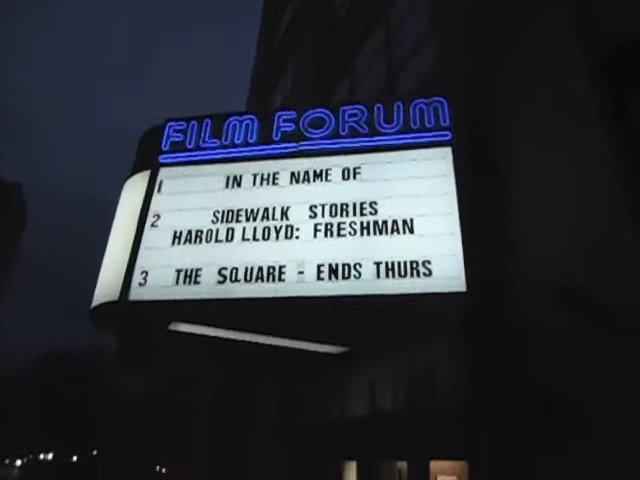 FILM FORUM
1 IN THE NAME OF
2 SIDEWALK STORIES
HAROLD LLOYD: FRESHMAN
3 THE SQUARE - ENDS THURS